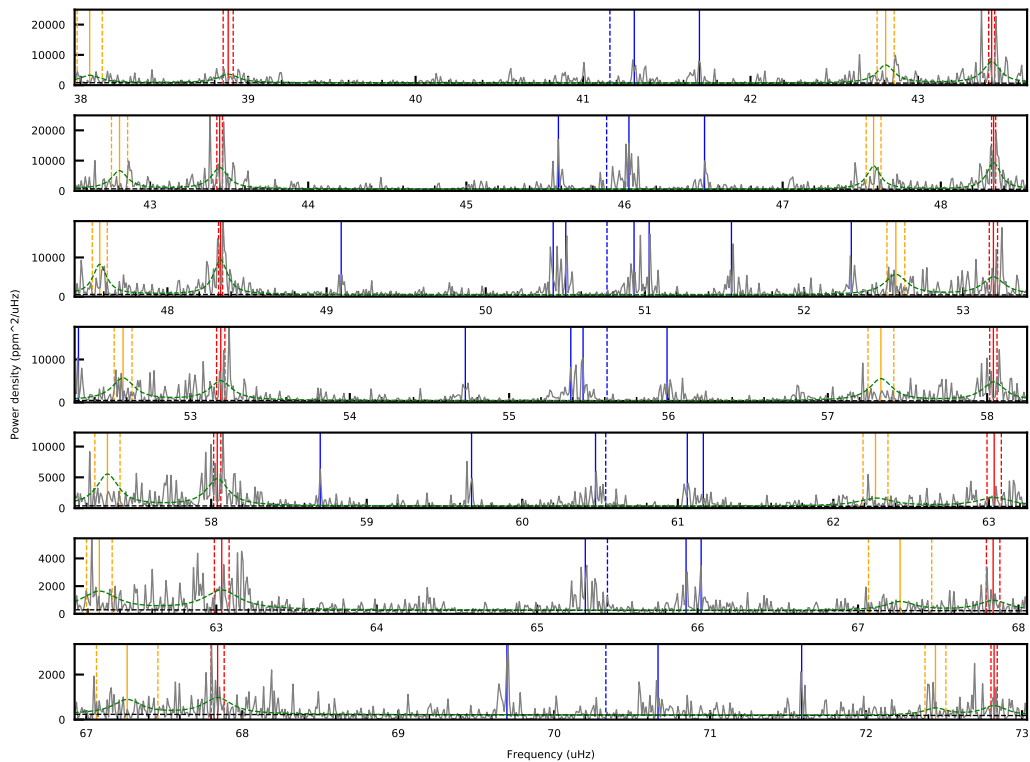 20000
10000
0
38 39 40 41 42 43
20000
10000
0
43 44 45 46 47 48
10000
0
48 49 50 51 52 53
10000
0
53 54 55 56 57 58
10000
5000
0
58 59 60 61 62 63
4000
2000
0
63 64 65 66 67 68
2000
0
67 68 69 70 71 72 73
Power density (ppm^2/uHz)
Frequency (uHz)